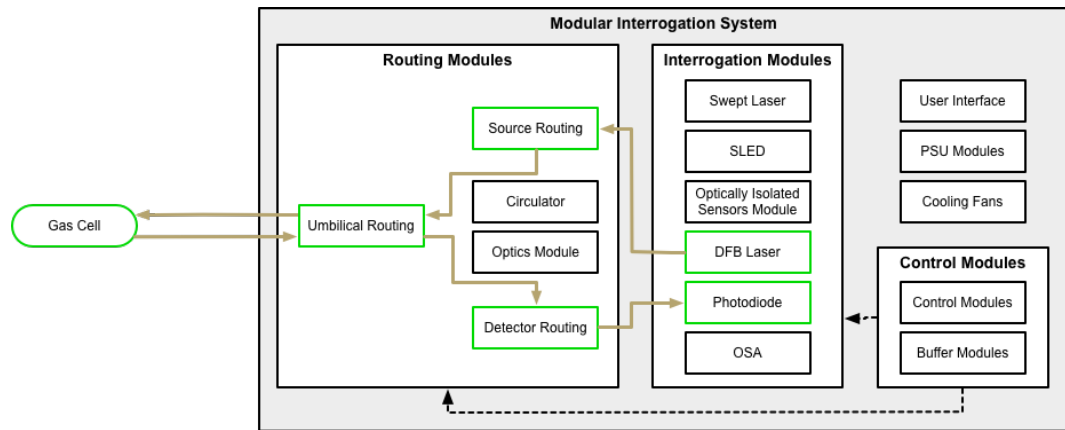 Modular Interrogation System
Routing Modules
Source Routing
Circulator
Umbilical Routing
Optics Module
Detector Routing
Gas Cell
Interrogation Modules
Swept Laser
SLED
Optically Isolated
Sensors Module
DFB Laser
Photodiode
OSA
User Interface
PSU Modules
Cooling Fans
Control Modules
Control Modules
Buffer Modules